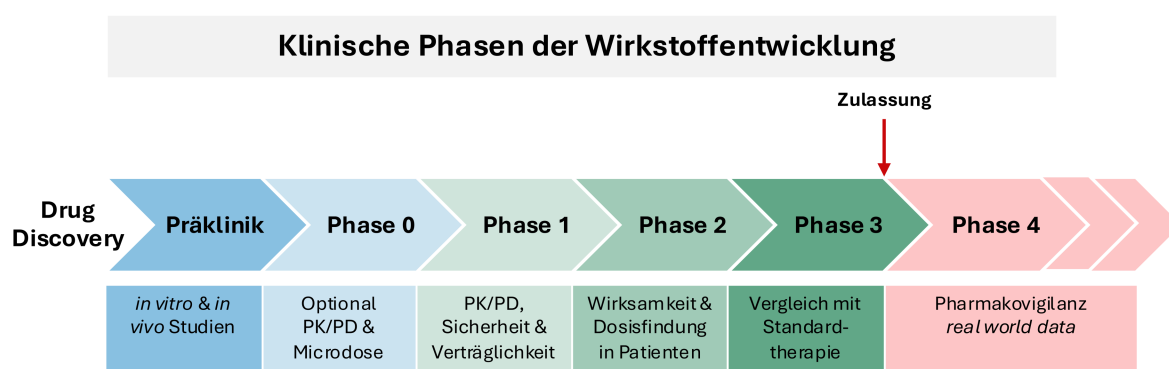 Klinische Phasen der Wirkstoffentwicklung
Zulassung
Drug
Discovery
Präklinik
Phase 0
Phase 1
Phase 2
Phase 3
Phase 4
in vitro & in
vivo Studien
Optional
PK/PD &
Microdose
PK/PD,
Sicherheit &
Verträglichkeit
Wirksamkeit &
Dosisfindung
in Patienten
Vergleich mit
Standard-
therapie
Pharmakovigilanz
real world data